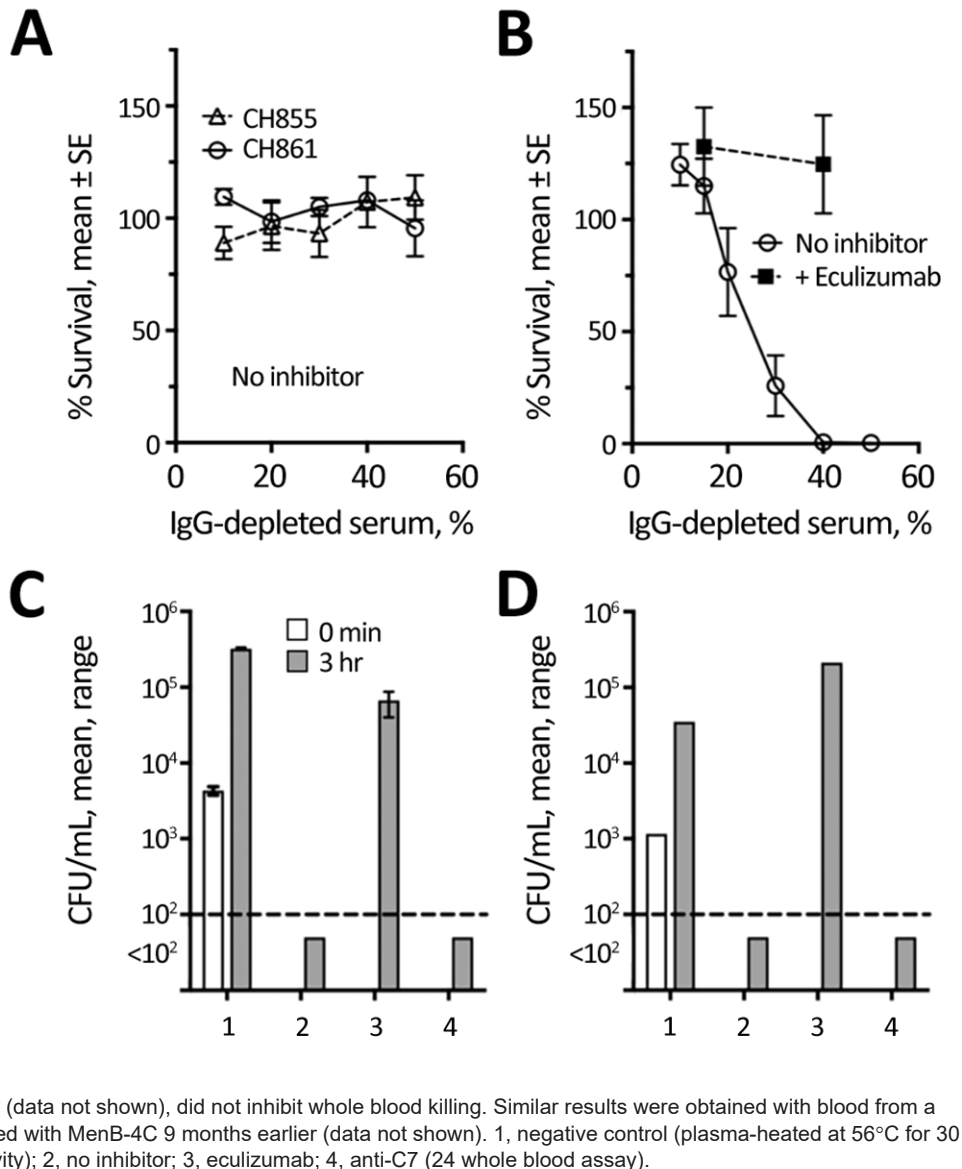 A
B
% Survival, mean ± SE
150
100
50
0
CH855
CH861
No inhibitor
0 20 40 60
IgG-depleted serum, %
% Survival, mean ± SE
150
100
50
0
No inhibitor
+ Eculizumab
0 20 40 60
IgG-depleted serum, %
C
D
CFU/mL, mean, range
10⁶
10⁵
10⁴
10³
10²
<10²
0 min
3 hr
1 2 3 4
CFU/mL, mean, range
10⁶
10⁵
10⁴
10³
10²
<10²
1 2 3 4
(data not shown), did not inhibit whole blood killing. Similar results were obtained with blood from a
ed with MenB-4C 9 months earlier (data not shown). 1, negative control (plasma-heated at 56°C for 30
vity); 2, no inhibitor; 3, eculizumab; 4, anti-C7 (24 whole blood assay).